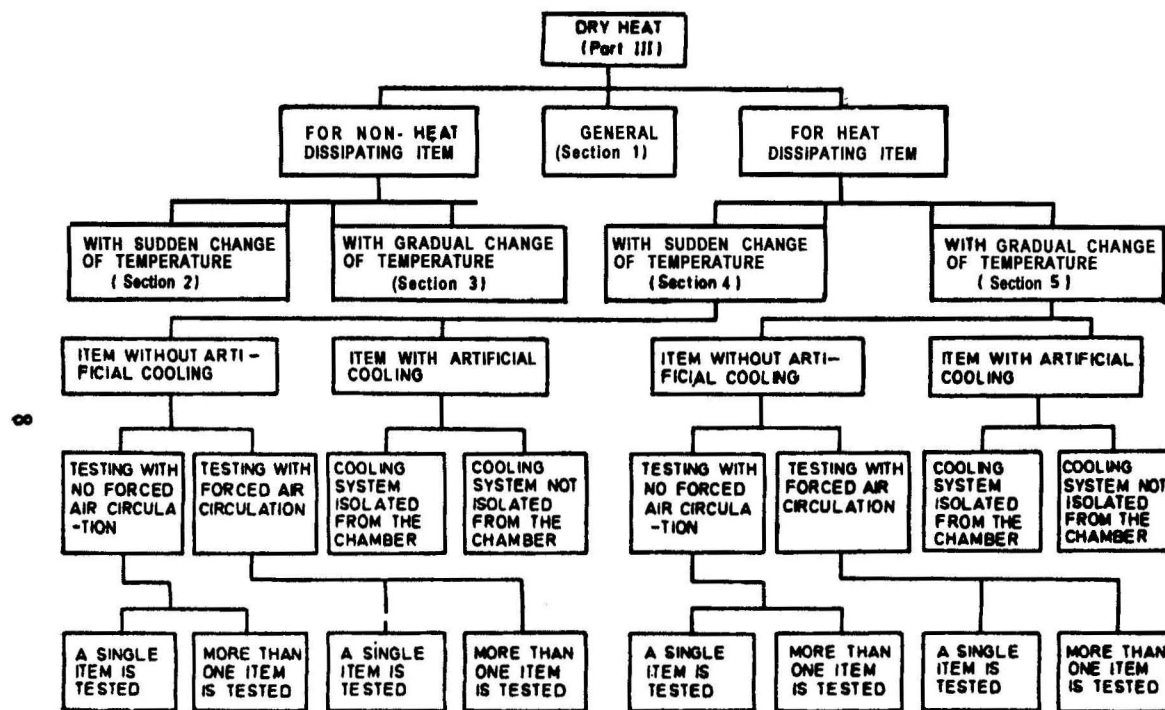 DRY HEAT
(Part III)
FOR NON-HEAT
DISSIPATING ITEM
GENERAL
(Section 1)
FOR HEAT
DISSIPATING ITEM
WITH SUDDEN CHANGE
OF TEMPERATURE
(Section 2)
WITH GRADUAL CHANGE
OF TEMPERATURE
(Section 3)
WITH SUDDEN CHANGE
OF TEMPERATURE
(Section 4)
WITH GRADUAL CHANGE
OF TEMPERATURE
(Section 5)
ITEM WITHOUT ARTI-
FICIAL COOLING
ITEM WITH ARTIFICIAL
COOLING
ITEM WITHOUT ARTI-
FICIAL COOLING
ITEM WITH ARTIFICIAL
COOLING
8
TESTING WITH
NO FORCED
AIR CIRCULA
-TION
TESTING WITH
FORCED AIR
CIRCULATION
COOLING
SYSTEM
ISOLATED
FROM THE
CHAMBER
COOLING
SYSTEM NOT
ISOLATED
FROM THE
CHAMBER
TESTING WITH
NO FORCED
AIR CIRCULA
-TION
TESTING WITH
FORCED AIR
CIRCULATION
COOLING
SYSTEM
ISOLATED
FROM THE
CHAMBER
COOLING
SYSTEM NOT
ISOLATED
FROM THE
CHAMBER
A SINGLE
ITEM IS
TESTED
MORE THAN
ONE ITEM
IS TESTED
A SINGLE
ITEM IS
TESTED
MORE THAN
ONE ITEM
IS TESTED
A SINGLE
ITEM IS
TESTED
MORE THAN
ONE ITEM
IS TESTED
A SINGLE
ITEM IS
TESTED
MORE THAN
ONE ITEM
IS TESTED